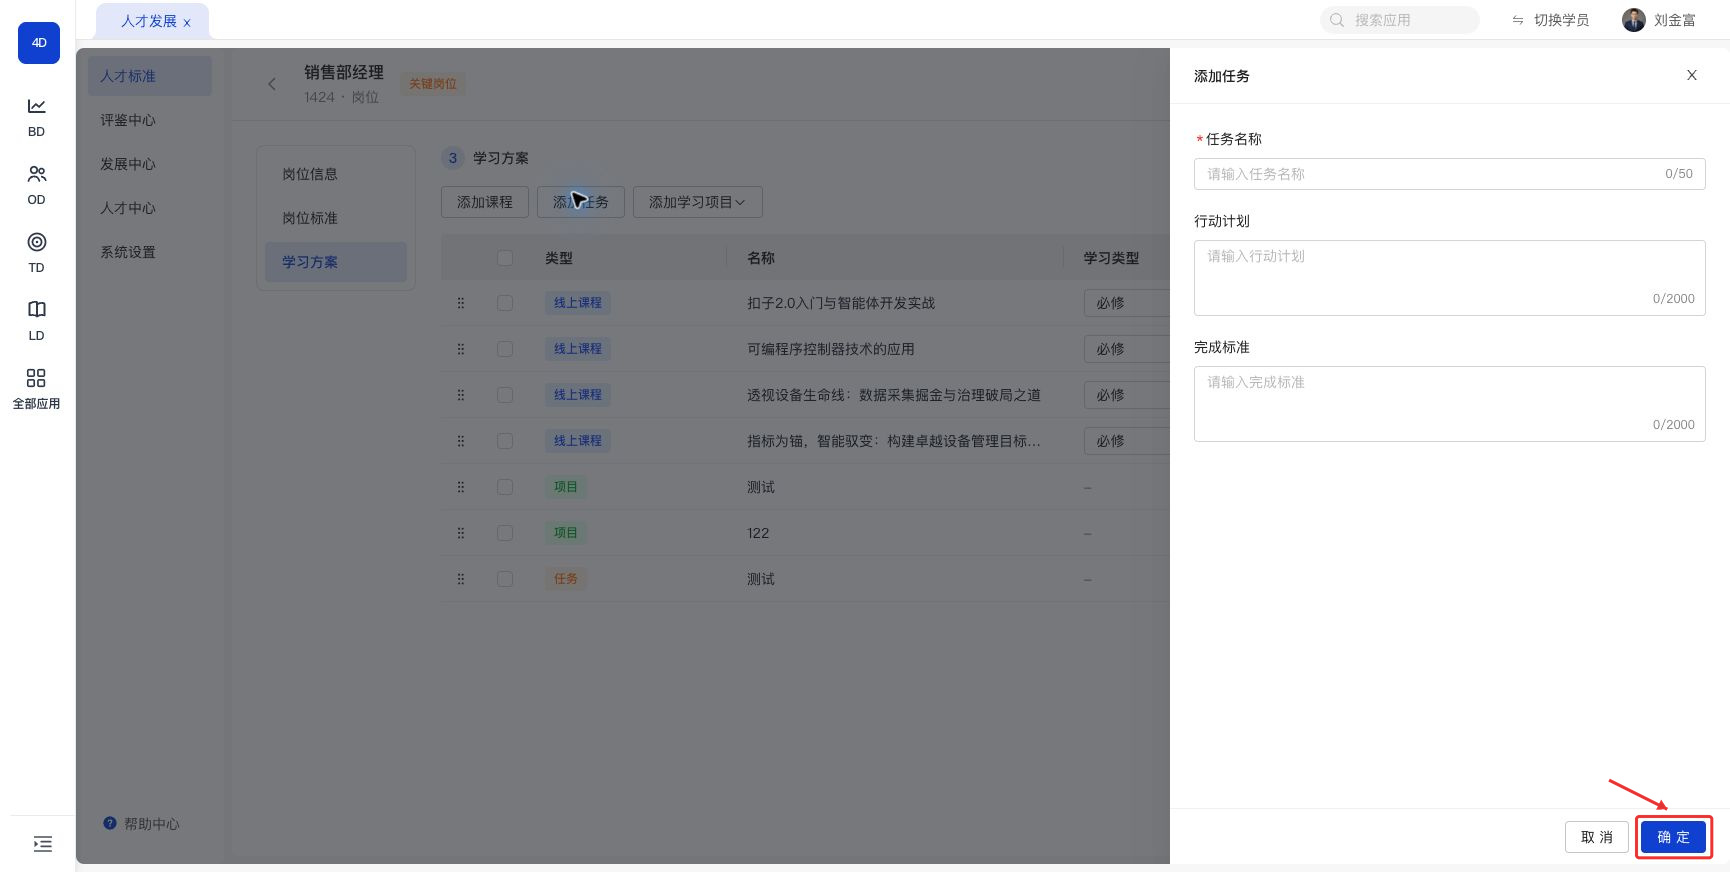 4D
BD
OD
TD
LD
全部应用
人才发展 x
搜索应用
切换学员
刘金富
人才标准
评鉴中心
发展中心
人才中心
系统设置
帮助中心
销售部经理
1424 · 岗位
关键岗位
岗位信息
岗位标准
学习方案
3 学习方案
添加课程
添加任务
添加学习项目
类型 名称 学习类型
线上课程 扣子2.0入门与智能体开发实战 必修
线上课程 可编程序控制器技术的应用 必修
线上课程 透视设备生命线：数据采集掘金与治理破局之道 必修
线上课程 指标为锚，智能驭变：构建卓越设备管理目标... 必修
项目 测试 –
项目 122 –
任务 测试 –
添加任务 X
*任务名称
请输入任务名称 0/50
行动计划
请输入行动计划
0/2000
完成标准
请输入完成标准
0/2000
取 消
确 定